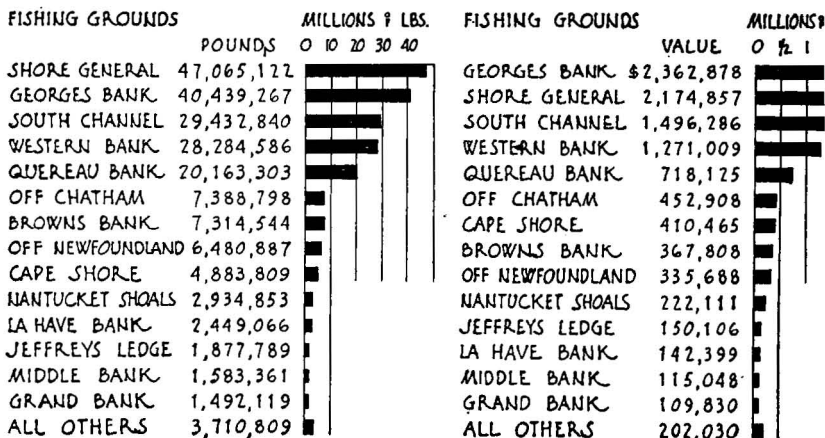 FISHING GROUNDS
MILLIONS OF LBS.
POUNDS 0 10 20 30 40
SHORE GENERAL 47,065,122
GEORGES BANK 40,439,267
SOUTH CHANNEL 29,432,840
WESTERN BANK 28,284,586
QUEREAU BANK 20,163,303
OFF CHATHAM 7,388,798
BROWNS BANK 7,314,544
OFF NEWFOUNDLAND 6,480,887
CAPE SHORE 4,883,809
NANTUCKET SHOALS 2,934,853
LA HAVE BANK 2,449,066
JEFFREYS LEDGE 1,877,789
MIDDLE BANK 1,583,361
GRAND BANK 1,492,119
ALL OTHERS 3,710,809
FISHING GROUNDS
MILLIONS
VALUE 0 ½ 1
GEORGES BANK $2,362,878
SHORE GENERAL 2,174,857
SOUTH CHANNEL 1,496,286
WESTERN BANK 1,271,009
QUEREAU BANK 718,125
OFF CHATHAM 452,908
CAPE SHORE 410,465
BROWNS BANK 367,808
OFF NEWFOUNDLAND 335,688
NANTUCKET SHOALS 222,111
JEFFREYS LEDGE 150,106
LA HAVE BANK 142,399
MIDDLE BANK 115,048
GRAND BANK 109,830
ALL OTHERS 202,030